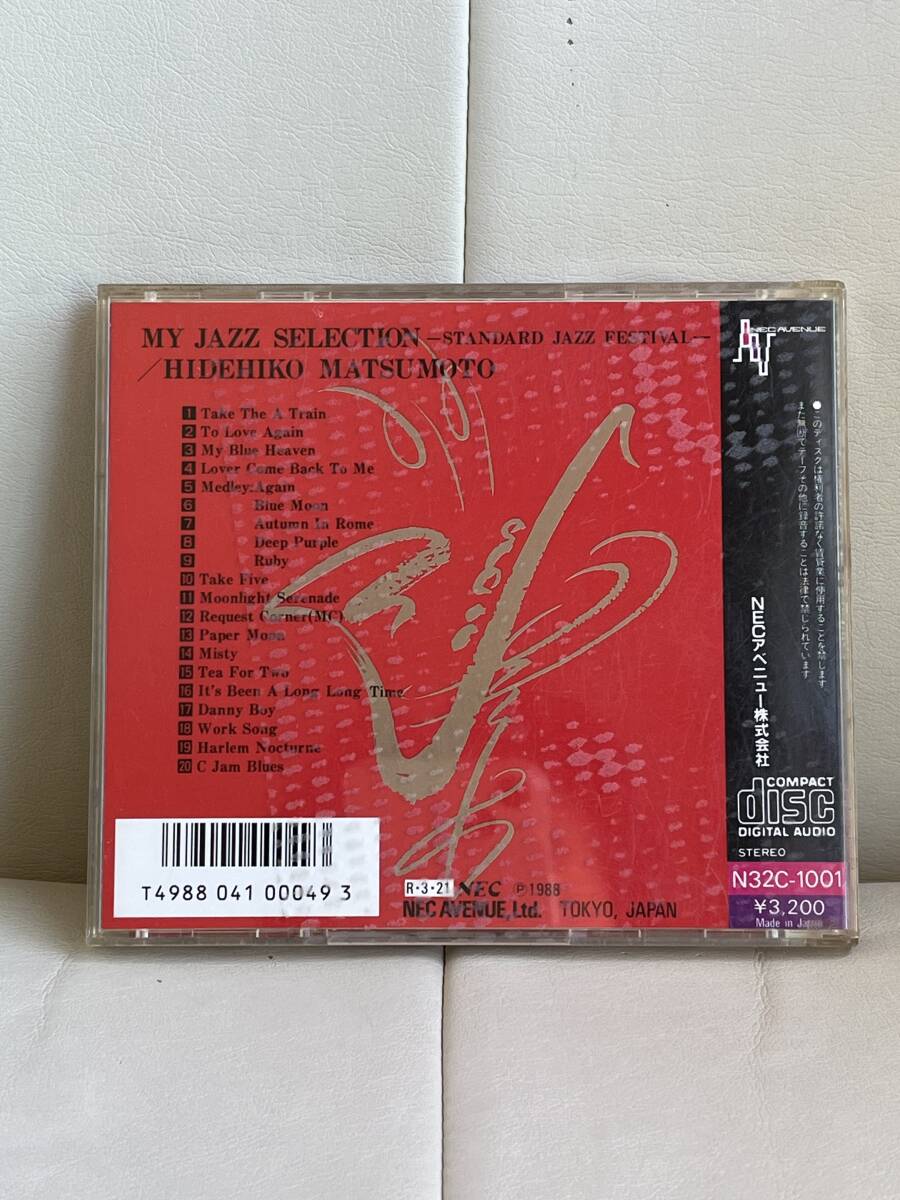 MY JAZZ SELECTION —STANDARD JAZZ FESTIVAL—
/HIDEHIKO MATSUMOTO
1 Take The A Train
2 To Love Again
3 My Blue Heaven
4 Lover Come Back To Me
5 Medley:Again
6 Blue Moon
7 Autumn In Rome
8 Deep Purple
9 Ruby
10 Take Five
11 Moonlight Serenade
12 Request Corner(MC)
13 Paper Moon
14 Misty
15 Tea For Two
16 It's Been A Long Long Time
17 Danny Boy
18 Work Song
19 Harlem Nocturne
20 C Jam Blues
T4988 041 00049 3
R・3・21 NEC Ⓟ1988
NEC AVENUE, Ltd. TOKYO, JAPAN
NEC AVENUE
●このディスクは権利者の許諾なく賃貸業に使用することを禁じます
また無断でテープその他に録音することは法律で禁じられています
NECアベニュー株式会社
COMPACT
disc
DIGITAL AUDIO
STEREO
N32C-1001
¥3,200
Made in Japan